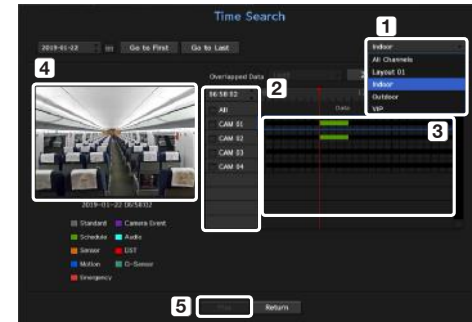 Time Search
1
2019-01-22 Go to First Go to Last
Indoor
All Channels
Layout 01
Indoor
Outdoor
VIP
4
Overlapped Data
06:58:02
2
All
Data
3
CAM 01
CAM 02
CAM 03
CAM 04
2019-01-22 06:58:02
Standard Camera Event
Schedule Audio
Sensor
Motion G-Sensor
Emergency
5
Return